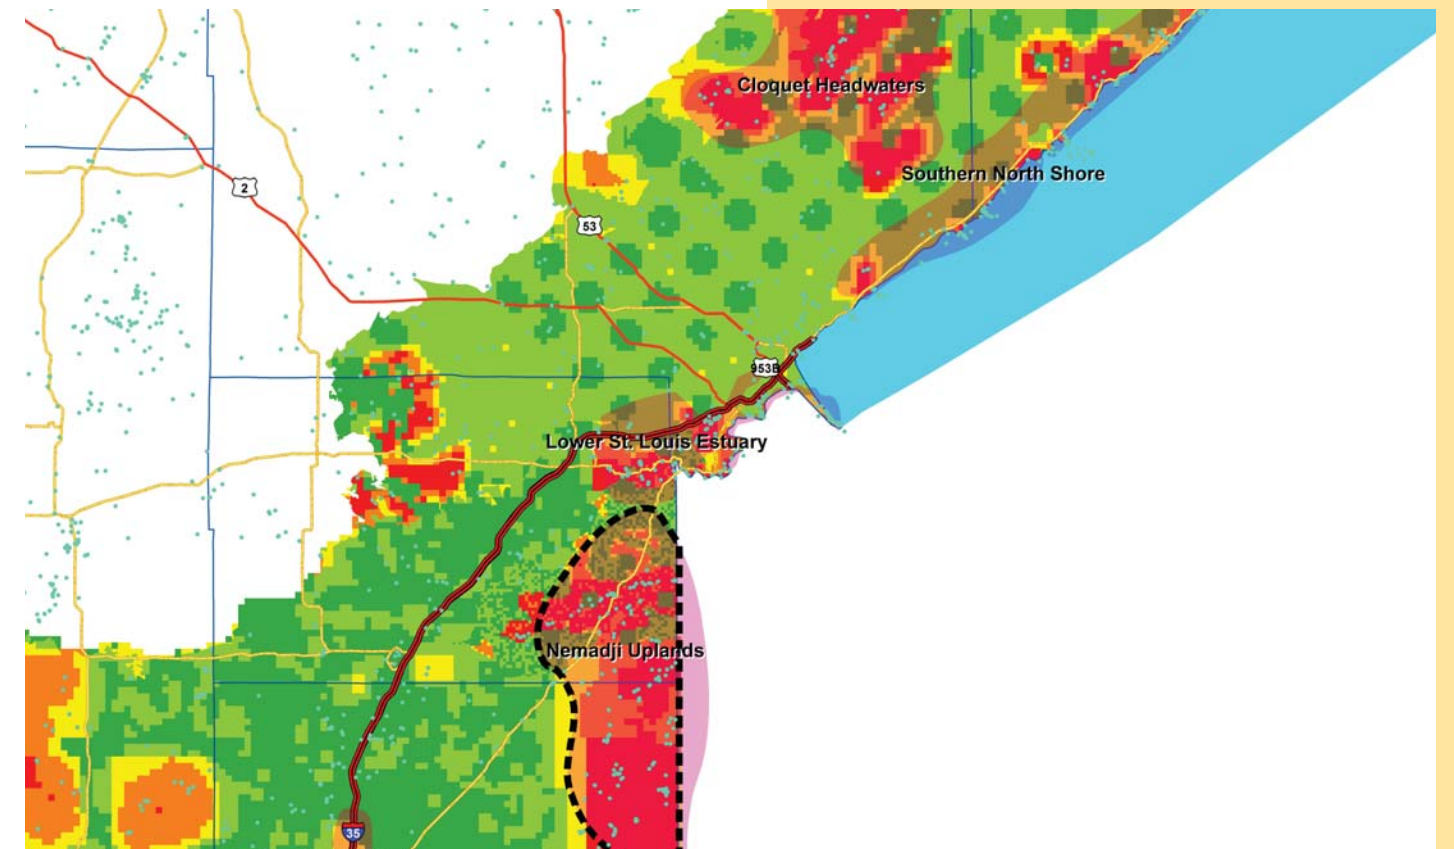 Cloquet Headwaters
Southern North Shore
2
53
953B
Lower St. Louis Estuary
Nemadji Uplands
35